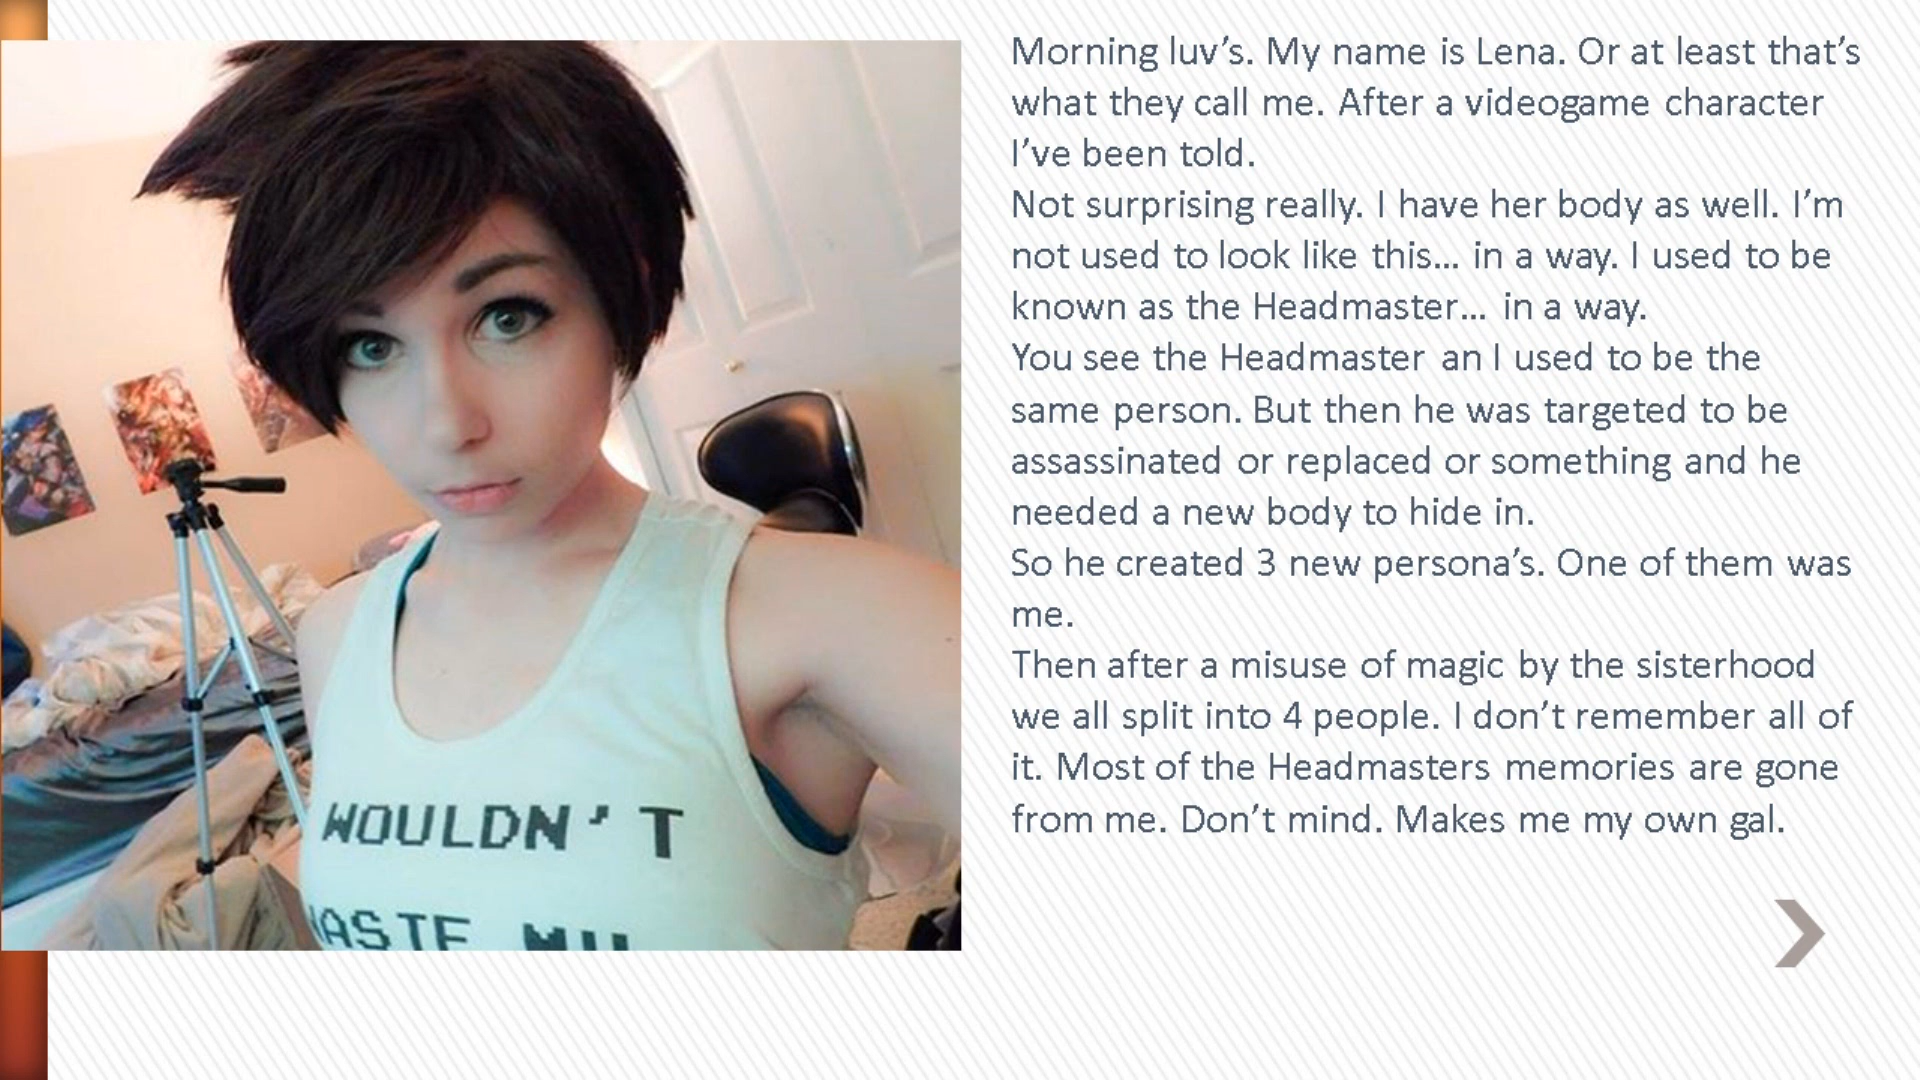 Morning luv's. My name is Lena. Or at least that's
what they call me. After a videogame character
I've been told.
Not surprising really. I have her body as well. I'm
not used to look like this... in a way. I used to be
known as the Headmaster... in a way.
You see the Headmaster an I used to be the
same person. But then he was targeted to be
assassinated or replaced or something and he
needed a new body to hide in.
So he created 3 new persona's. One of them was
me.
Then after a misuse of magic by the sisterhood
we all split into 4 people. I don't remember all of
it. Most of the Headmasters memories are gone
from me. Don't mind. Makes me my own gal.
WOULDN'T